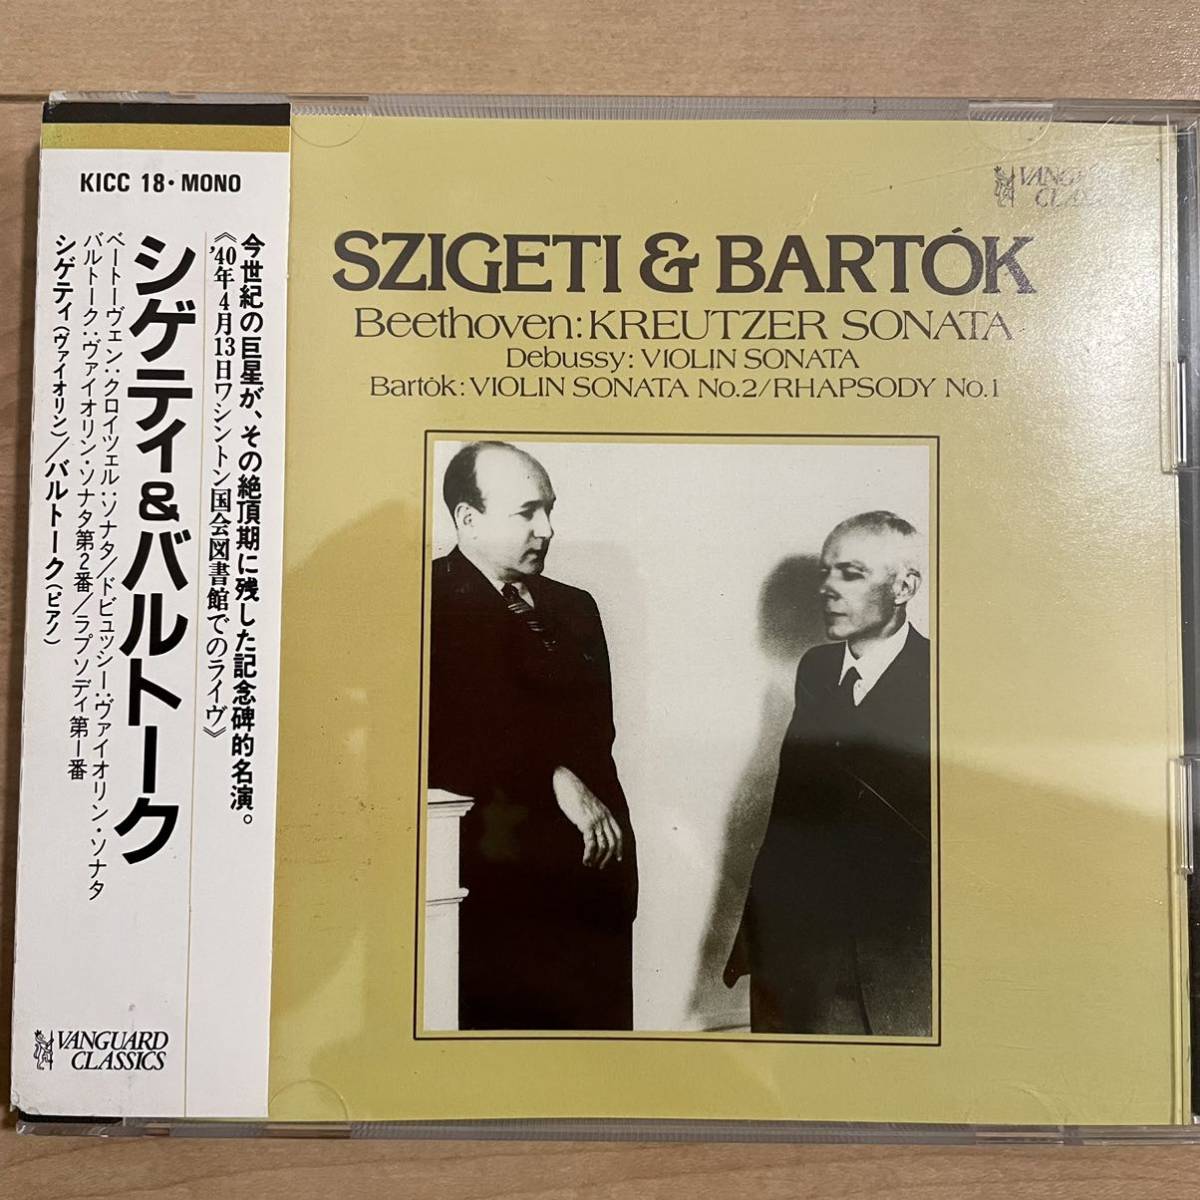 KICC 18・MONO
今世紀の巨星が、その絶頂期に残した記念碑的名演。
《'40年4月13日ワシントン国会図書館でのライヴ》
シゲティ&バルトーク
ベートーヴェン:クロイツェル・ソナタ/ドビュッシー:ヴァイオリン・ソナタ
バルトーク:ヴァイオリン・ソナタ第2番/ラプソディ第1番
シゲティ(ヴァイオリン)/バルトーク(ピアノ)
VANGUARD
CLASSICS
VANGUARD
CLASSICS
SZIGETI & BARTÓK
Beethoven: KREUTZER SONATA
Debussy: VIOLIN SONATA
Bartók: VIOLIN SONATA No.2/RHAPSODY No.1